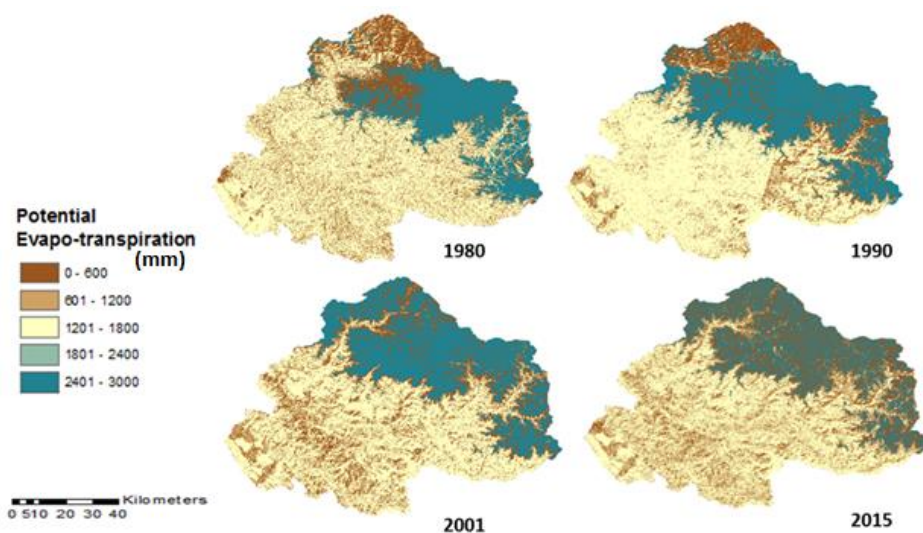 1980
1990
Potential
Evapo-transpiration
(mm)
0 - 600
601 - 1200
1201 - 1800
1801 - 2400
2401 - 3000
Kilometers
0 510 20 30 40
2001
2015